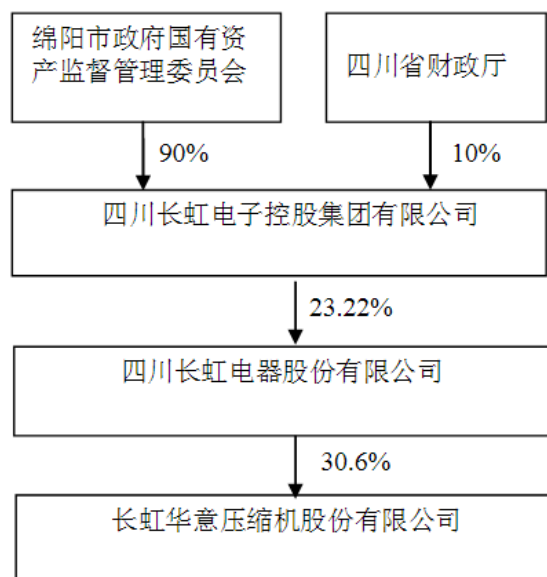 绵阳市政府国有资
产监督管理委员会
四川省财政厅
90%
10%
四川长虹电子控股集团有限公司
23.22%
四川长虹电器股份有限公司
30.6%
长虹华意压缩机股份有限公司